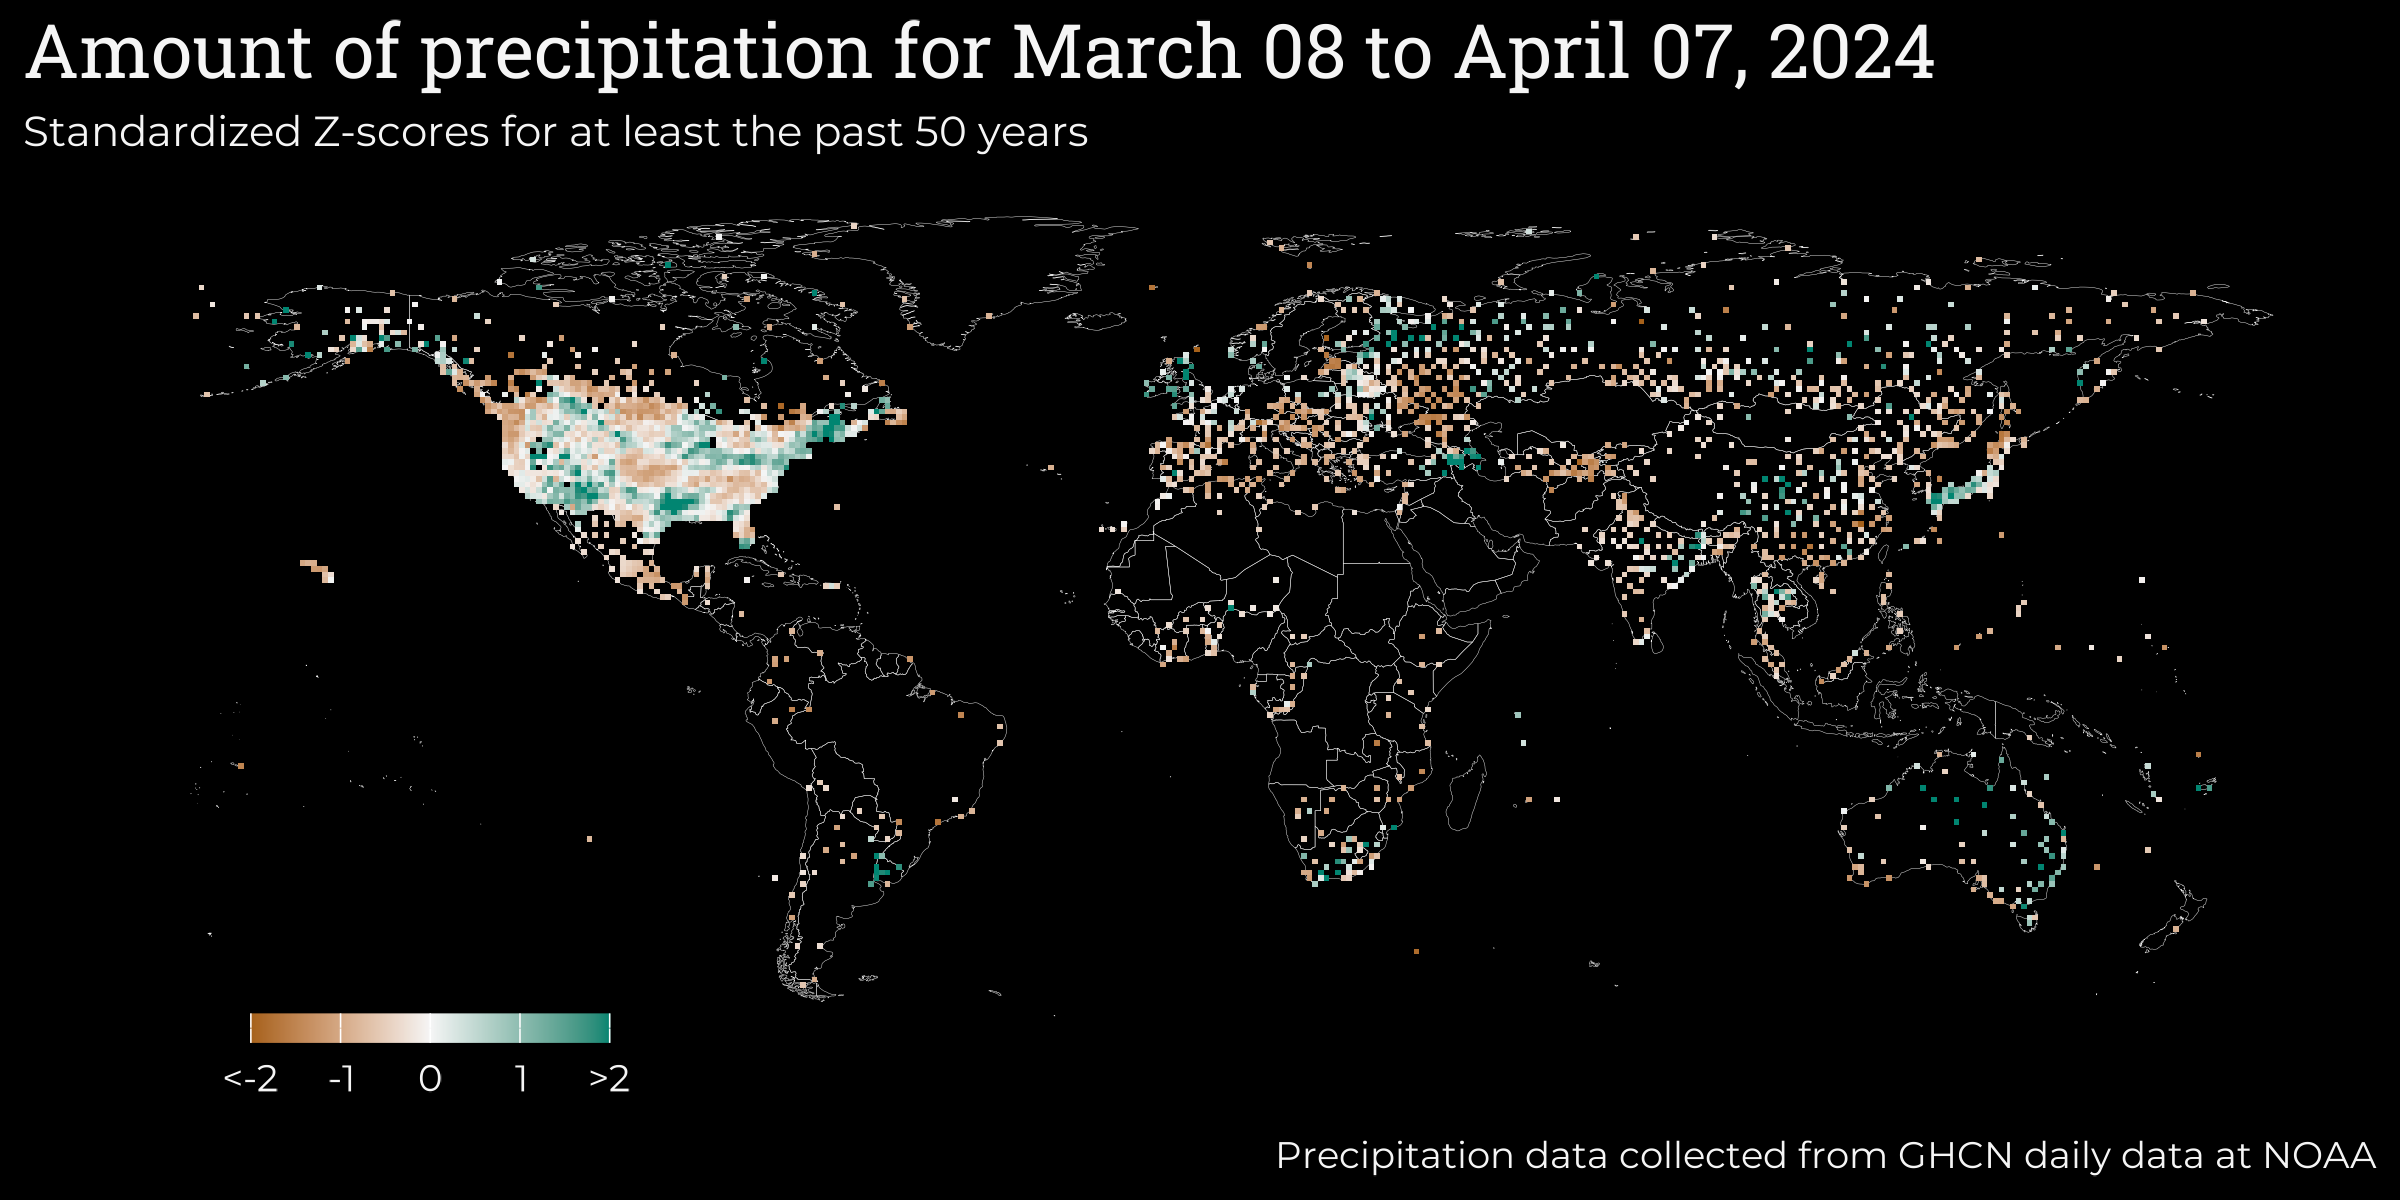 Amount of precipitation for March 08 to April 07, 2024
Standardized Z-scores for at least the past 50 years
<-2 -1 0 1 >2
Precipitation data collected from GHCN daily data at NOAA